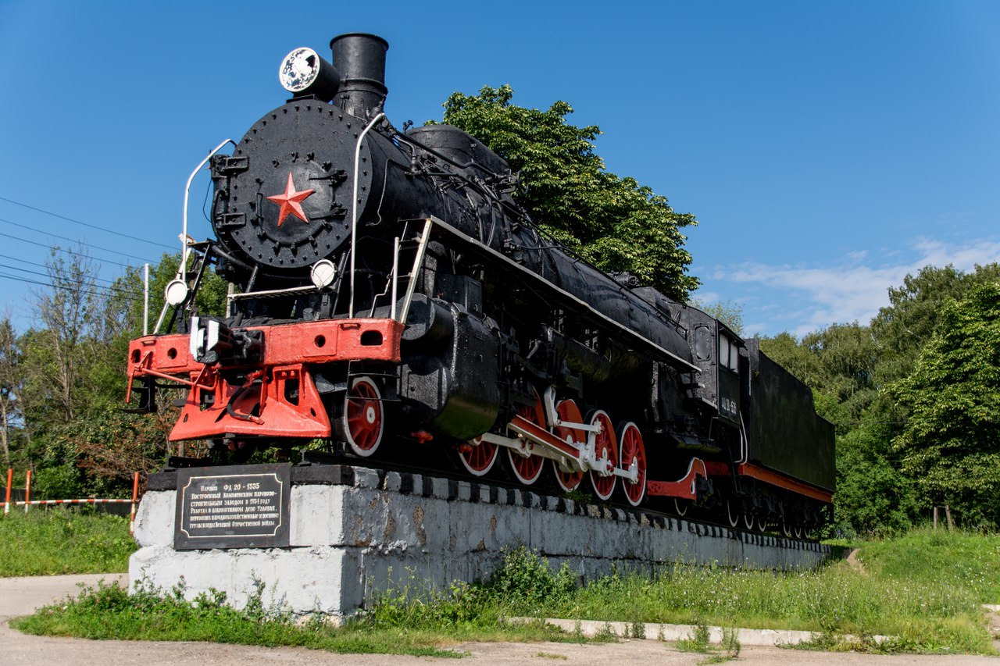 Паровоз ФД 20 - 1535
Построенный Коломенским паровозо-
строительным заводом в 1934 году
Работал в локомотивном депо Узловая,
перевозил народнохозяйственные и военные
грузы в годы Великой Отечественной войны